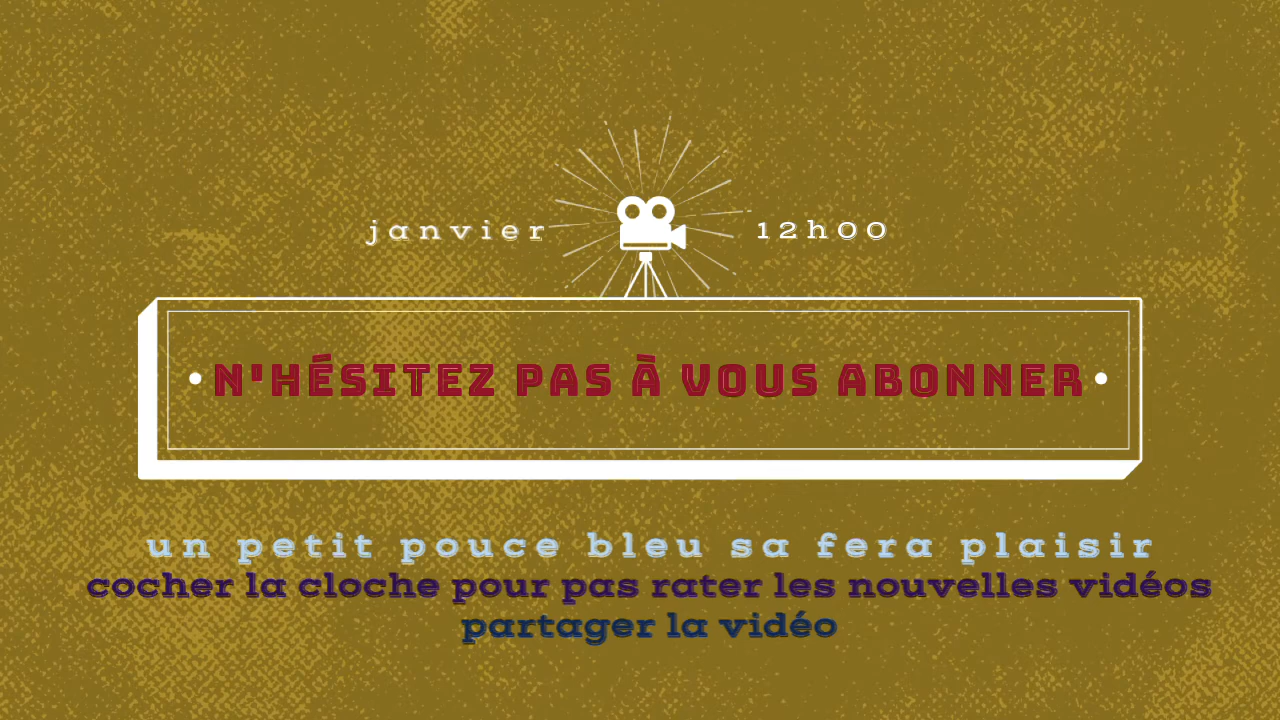 janvier 12h00
N'HÉSITEZ PAS À VOUS ABONNER
un petit pouce bleu sa fera plaisir
cocher la cloche pour pas rater les nouvelles vidéos
partager la vidéo